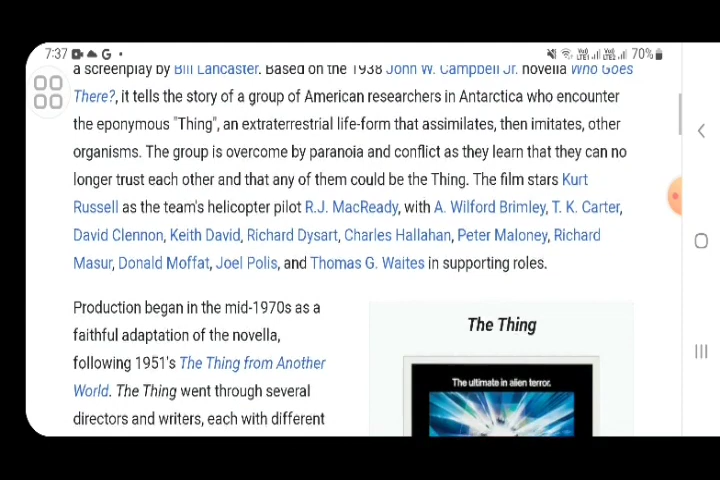 7:37 G •
Vo) LTE1 Vo) LTE2 70%
a screenplay by Bill Lancaster. Based on the 1938 John W. Campbell Jr. novella Who Goes
There?, it tells the story of a group of American researchers in Antarctica who encounter
the eponymous "Thing", an extraterrestrial life-form that assimilates, then imitates, other
organisms. The group is overcome by paranoia and conflict as they learn that they can no
longer trust each other and that any of them could be the Thing. The film stars Kurt
Russell as the team's helicopter pilot R.J. MacReady, with A. Wilford Brimley, T. K. Carter,
David Clennon, Keith David, Richard Dysart, Charles Hallahan, Peter Maloney, Richard
Masur, Donald Moffat, Joel Polis, and Thomas G. Waites in supporting roles.
Production began in the mid-1970s as a
faithful adaptation of the novella,
following 1951's The Thing from Another
World. The Thing went through several
directors and writers, each with different
The Thing
The ultimate in alien terror.